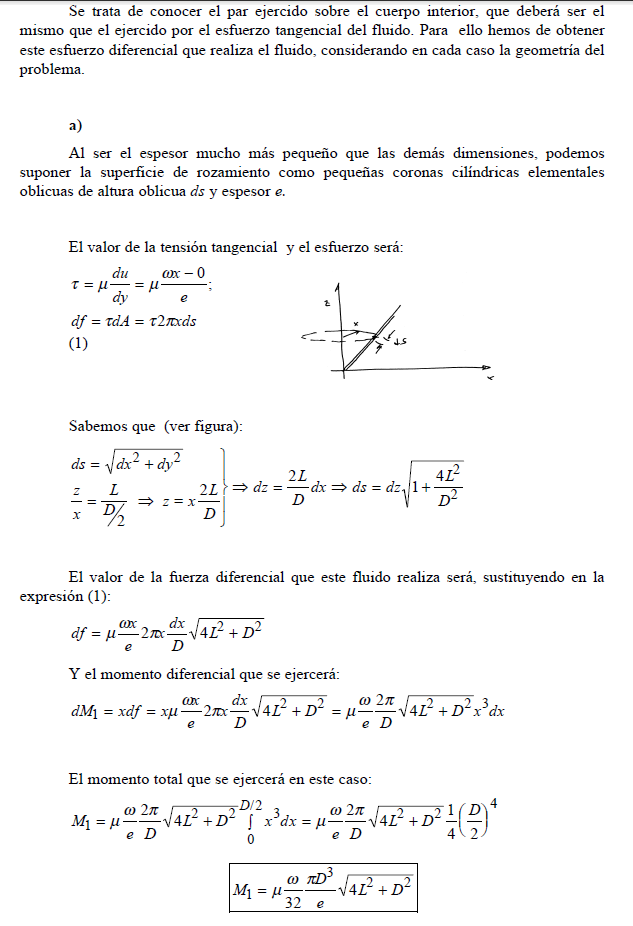 Se trata de conocer el par ejercido sobre el cuerpo interior, que deberá ser el
mismo que el ejercido por el esfuerzo tangencial del fluido. Para ello hemos de obtener
este esfuerzo diferencial que realiza el fluido, considerando en cada caso la geometría del
problema.
a)
Al ser el espesor mucho más pequeño que las demás dimensiones, podemos
suponer la superficie de rozamiento como pequeñas coronas cilíndricas elementales
oblicuas de altura oblicua ds y espesor e.
El valor de la tensión tangencial y el esfuerzo será:
τ = μ du/dy = μ (ωx − 0)/e;
df = τdA = τ2πxds
(1)
z
x
ds
x
Sabemos que (ver figura):
ds = √(dx² + dy²)
z/x = L/(D/2) ⇒ z = x 2L/D } ⇒ dz = 2L/D dx ⇒ ds = dz√(1 + 4L²/D²)
El valor de la fuerza diferencial que este fluido realiza será, sustituyendo en la
expresión (1):
df = μ ωx/e 2πx dx/D √(4L² + D²)
Y el momento diferencial que se ejercerá:
dM₁ = xdf = xμ ωx/e 2πx dx/D √(4L² + D²) = μ ω/e 2π/D √(4L² + D²) x³dx
El momento total que se ejercerá en este caso:
M₁ = μ ω/e 2π/D √(4L² + D²) ∫₀^(D/2) x³dx = μ ω/e 2π/D √(4L² + D²) 1/4 (D/2)⁴
M₁ = μ ω/32 πD³/e √(4L² + D²)